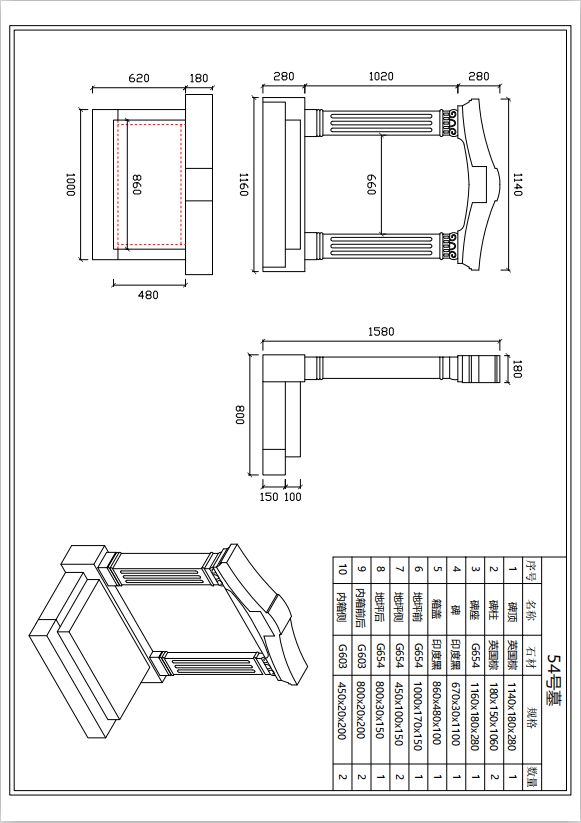 54号墓
序号 名称 石材 规格 数量
1 碑顶 英国棕 1140x180x280 1
2 碑柱 英国棕 180x150x1060 2
3 碑座 G654 1160x180x280 1
4 碑 印度黑 670x30x1100 1
5 箱盖 印度黑 860x480x100 1
6 地坪前 G654 1000x170x150 1
7 地坪侧 G654 450x100x150 2
8 地坪后 G654 800x30x150 1
9 内箱前后 G603 800x20x200 2
10 内箱侧 G603 450x20x200 2
1140
280
1020
280
660
1160
180
620
860
1000
480
180
1580
800
150
100